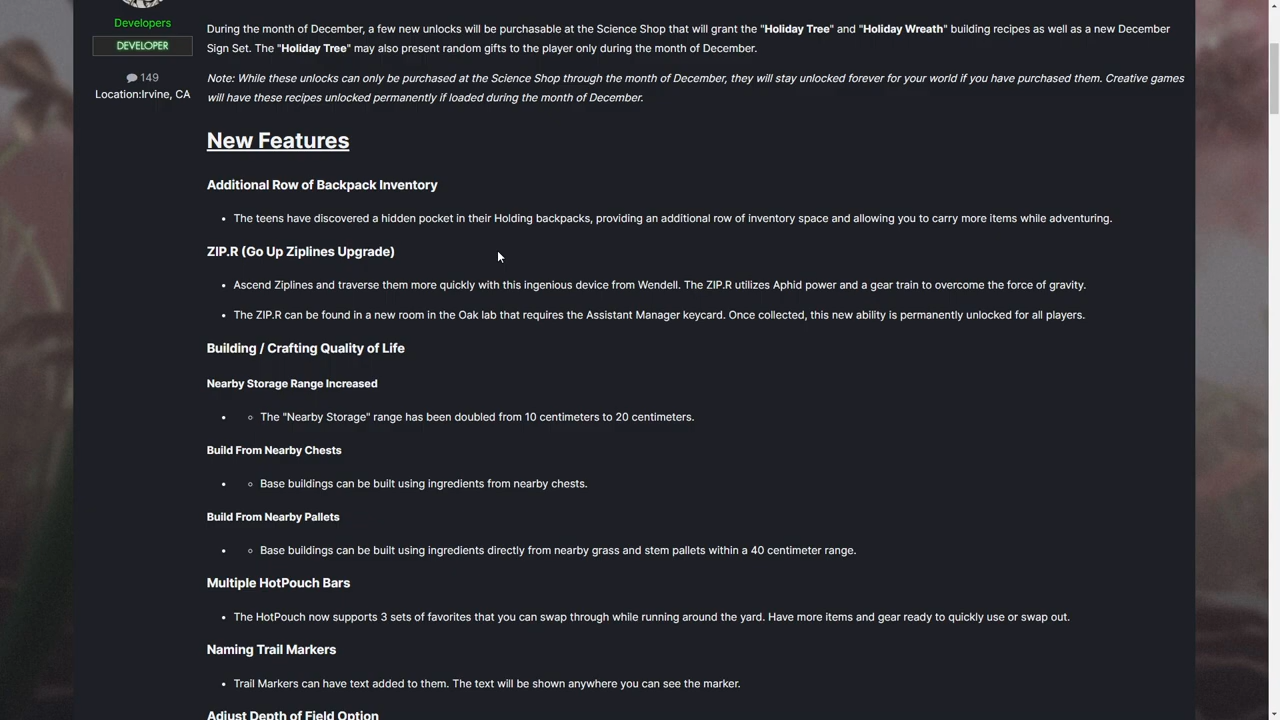 Developers
DEVELOPER
149
Location:Irvine, CA
During the month of December, a few new unlocks will be purchasable at the Science Shop that will grant the "Holiday Tree" and "Holiday Wreath" building recipes as well as a new December
Sign Set. The "Holiday Tree" may also present random gifts to the player only during the month of December.
Note: While these unlocks can only be purchased at the Science Shop through the month of December, they will stay unlocked forever for your world if you have purchased them. Creative games
will have these recipes unlocked permanently if loaded during the month of December.
New Features
Additional Row of Backpack Inventory
• The teens have discovered a hidden pocket in their Holding backpacks, providing an additional row of inventory space and allowing you to carry more items while adventuring.
ZIP.R (Go Up Ziplines Upgrade)
• Ascend Ziplines and traverse them more quickly with this ingenious device from Wendell. The ZIP.R utilizes Aphid power and a gear train to overcome the force of gravity.
• The ZIP.R can be found in a new room in the Oak lab that requires the Assistant Manager keycard. Once collected, this new ability is permanently unlocked for all players.
Building / Crafting Quality of Life
Nearby Storage Range Increased
• ◦ The "Nearby Storage" range has been doubled from 10 centimeters to 20 centimeters.
Build From Nearby Chests
• ◦ Base buildings can be built using ingredients from nearby chests.
Build From Nearby Pallets
• ◦ Base buildings can be built using ingredients directly from nearby grass and stem pallets within a 40 centimeter range.
Multiple HotPouch Bars
• The HotPouch now supports 3 sets of favorites that you can swap through while running around the yard. Have more items and gear ready to quickly use or swap out.
Naming Trail Markers
• Trail Markers can have text added to them. The text will be shown anywhere you can see the marker.
Adjust Depth of Field Option